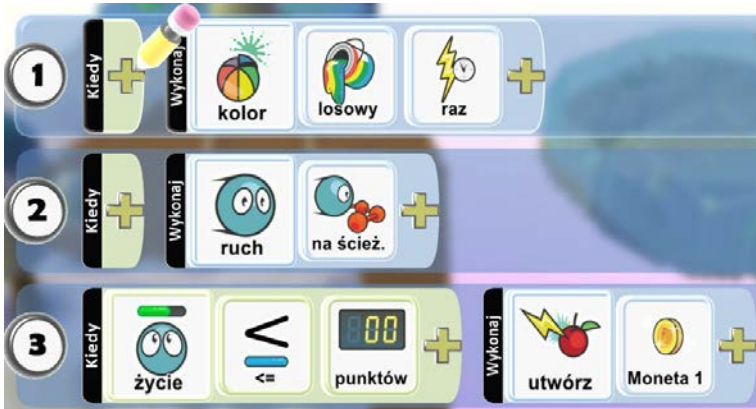 1 Kiedy Wykonaj kolor losowy raz
2 Kiedy Wykonaj ruch na ścież.
3 Kiedy życie <= 00 punktów Wykonaj utwórz Moneta 1